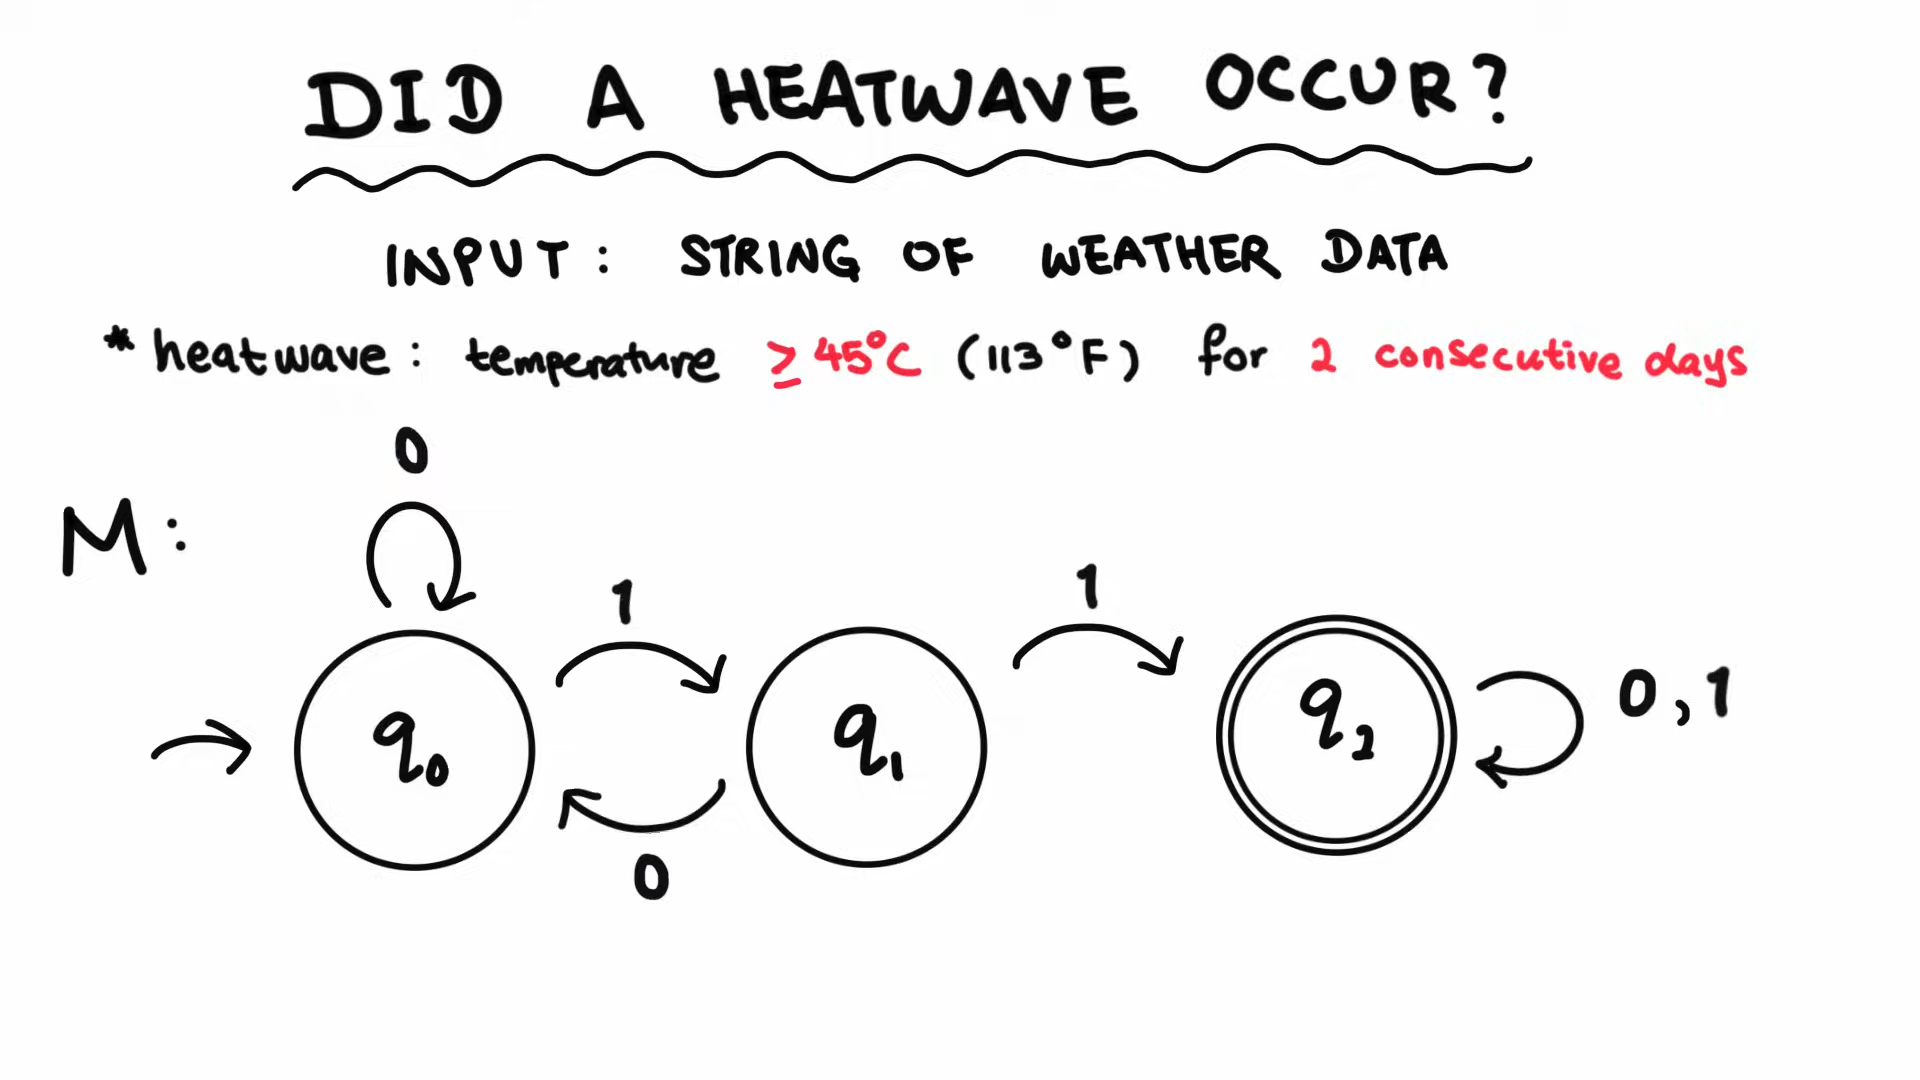 DID A HEATWAVE OCCUR?
INPUT: STRING OF WEATHER DATA
* heatwave: temperature ≥45°C (113°F) for 2 consecutive days
0
M:
1
1
q₀
q₁
q₂
0,1
0